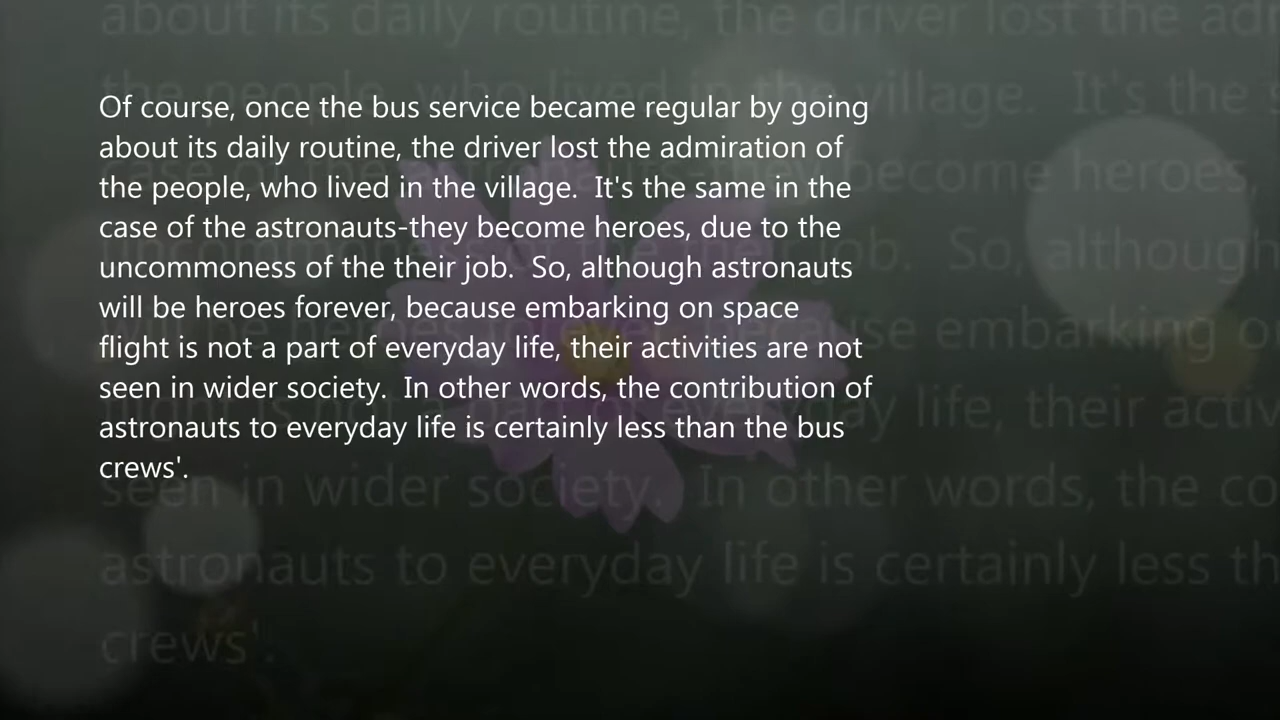 Of course, once the bus service became regular by going
about its daily routine, the driver lost the admiration of
the people, who lived in the village.  It's the same in the
case of the astronauts-they become heroes, due to the
uncommoness of the their job.  So, although astronauts
will be heroes forever, because embarking on space
flight is not a part of everyday life, their activities are not
seen in wider society.  In other words, the contribution of
astronauts to everyday life is certainly less than the bus
crews'.